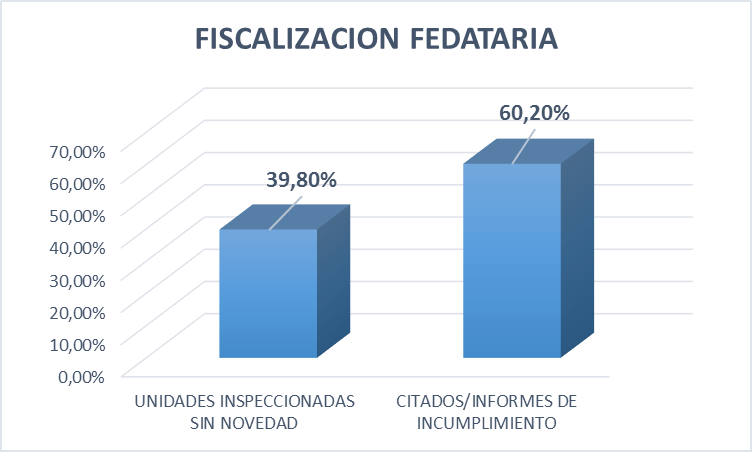 FISCALIZACION FEDATARIA
60,20%
39,80%
70,00%
60,00%
50,00%
40,00%
30,00%
20,00%
10,00%
0,00%
UNIDADES INSPECCIONADAS
SIN NOVEDAD
CITADOS/INFORMES DE
INCUMPLIMIENTO